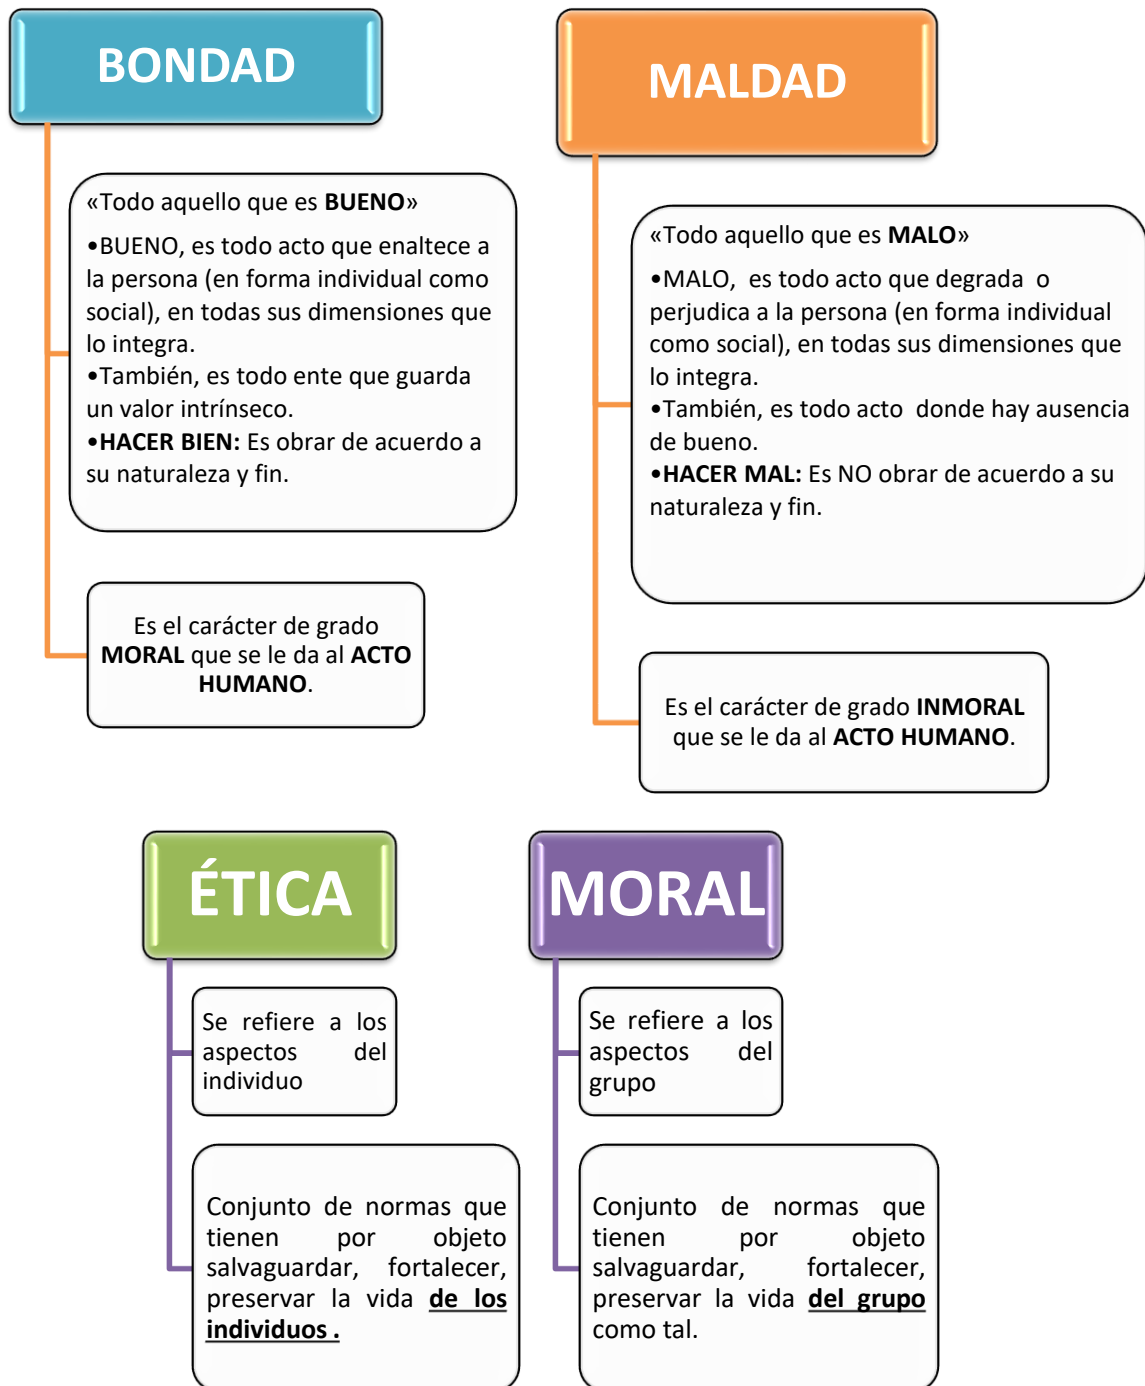 BONDAD
«Todo aquello que es BUENO»
•BUENO, es todo acto que enaltece a
la persona (en forma individual como
social), en todas sus dimensiones que
lo integra.
•También, es todo ente que guarda
un valor intrínseco.
•HACER BIEN: Es obrar de acuerdo a
su naturaleza y fin.
Es el carácter de grado
MORAL que se le da al ACTO
HUMANO.
MALDAD
«Todo aquello que es MALO»
•MALO, es todo acto que degrada o
perjudica a la persona (en forma individual
como social), en todas sus dimensiones que
lo integra.
•También, es todo acto donde hay ausencia
de bueno.
•HACER MAL: Es NO obrar de acuerdo a su
naturaleza y fin.
Es el carácter de grado INMORAL
que se le da al ACTO HUMANO.
ÉTICA
Se refiere a los
aspectos del
individuo
Conjunto de normas que
tienen por objeto
salvaguardar, fortalecer,
preservar la vida de los
individuos .
MORAL
Se refiere a los
aspectos del
grupo
Conjunto de normas que
tienen por objeto
salvaguardar, fortalecer,
preservar la vida del grupo
como tal.